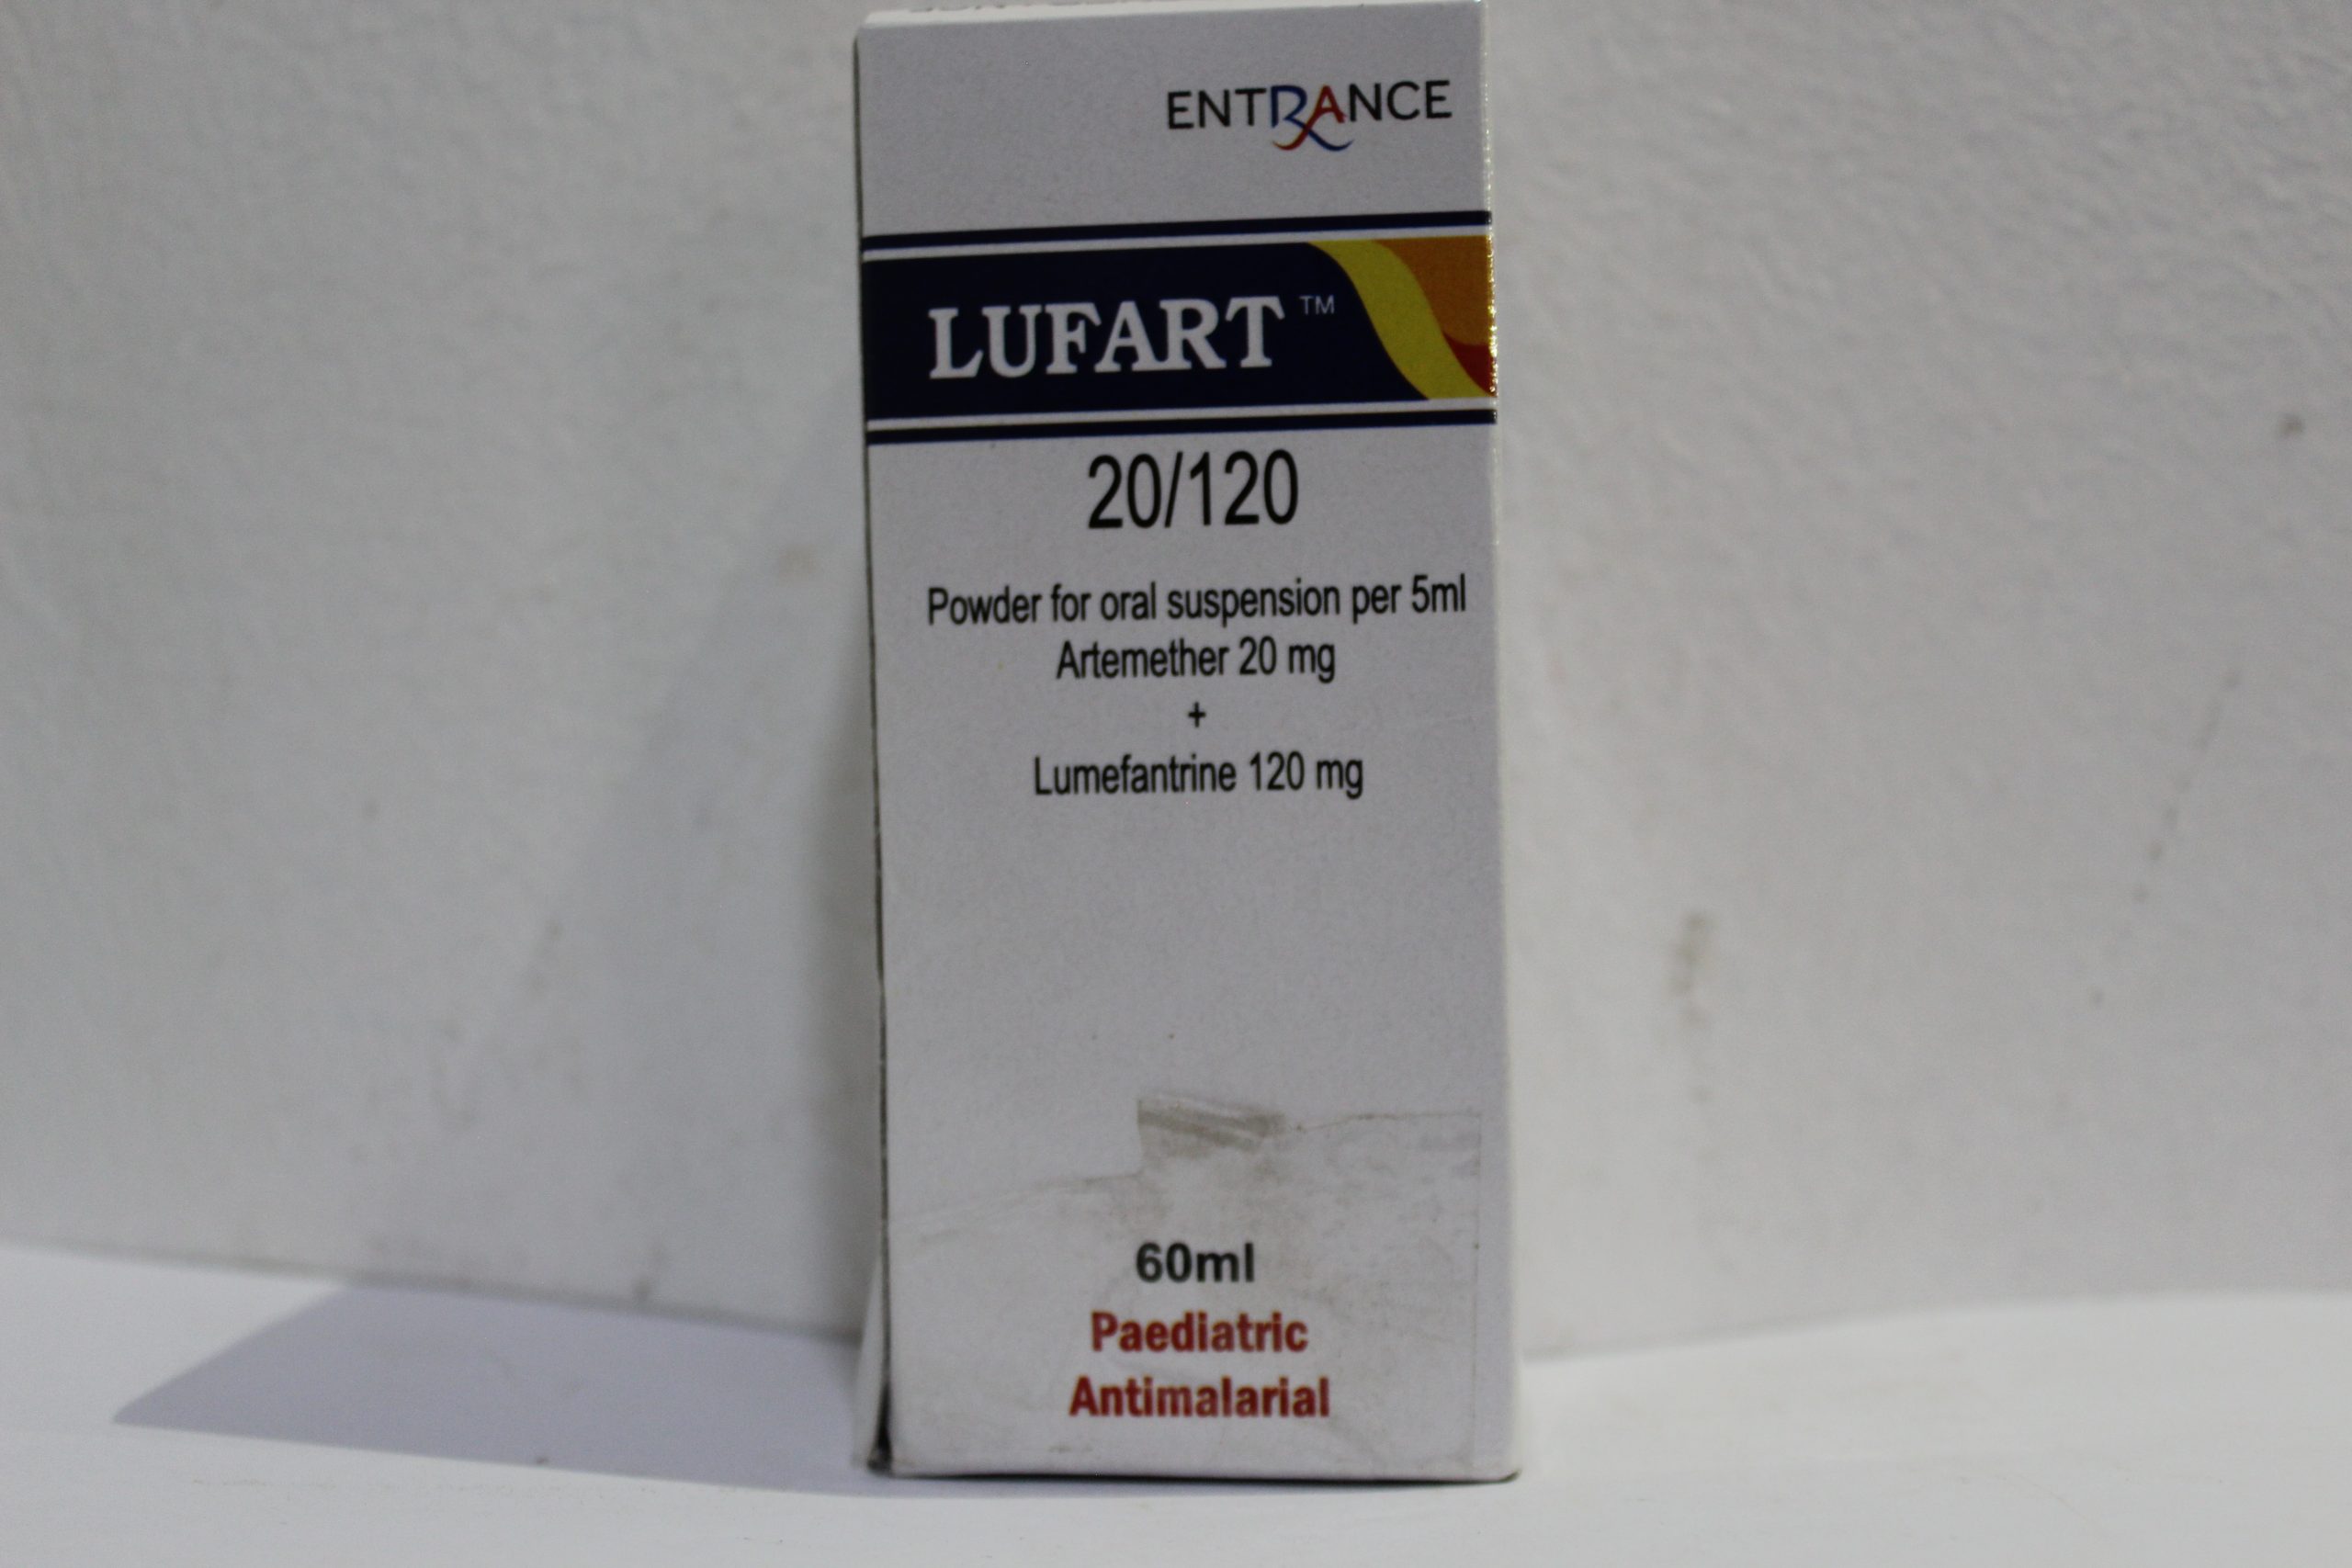 ENTRANCE
LUFART™
20/120
Powder for oral suspension per 5ml
Artemether 20 mg
+
Lumefantrine 120 mg
60ml
Paediatric
Antimalarial